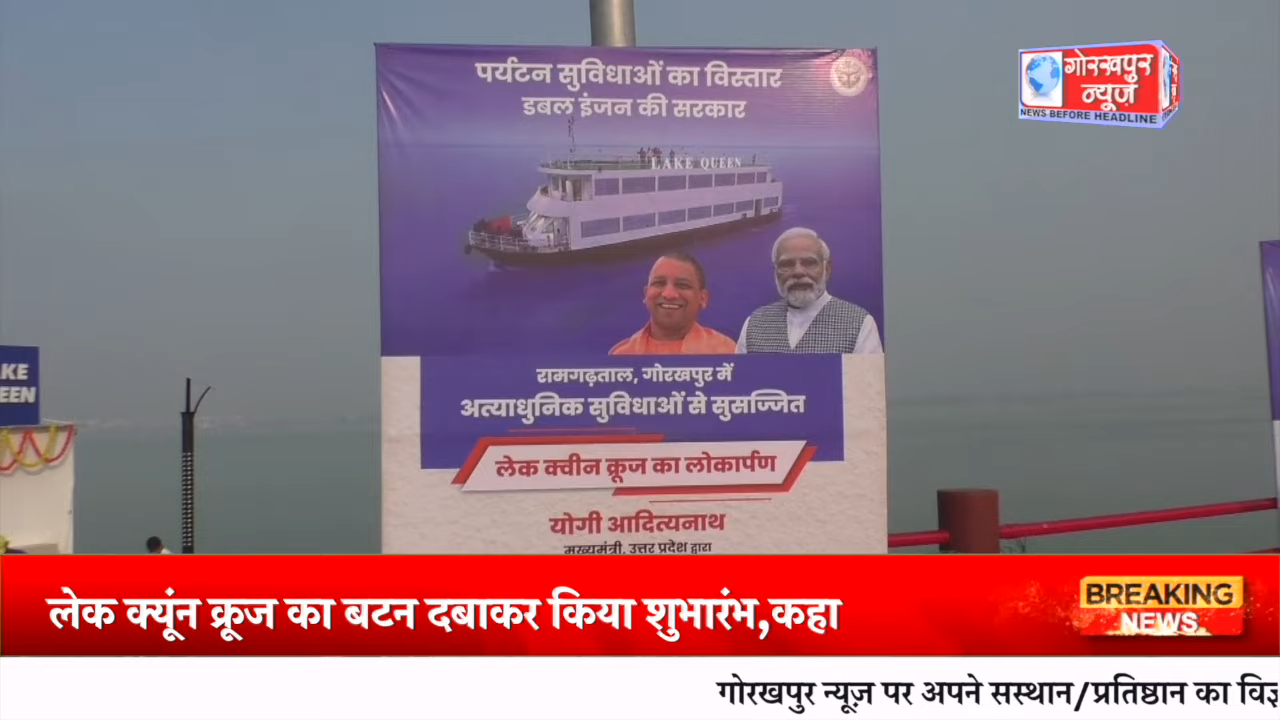 पर्यटन सुविधाओं का विस्तार
डबल इंजन की सरकार
LAKE QUEEN
रामगढ़ताल, गोरखपुर में
अत्याधुनिक सुविधाओं से सुसज्जित
लेक क्वीन क्रूज का लोकार्पण
योगी आदित्यनाथ
मुख्यमंत्री, उत्तर प्रदेश द्वारा
गोरखपुर
न्यूज़
NEWS BEFORE HEADLINE
KE
EEN
लेक क्यूंन क्रूज का बटन दबाकर किया शुभारंभ,कहा
BREAKING
NEWS
गोरखपुर न्यूज़ पर अपने सस्थान/प्रतिष्ठान का विज्ञ